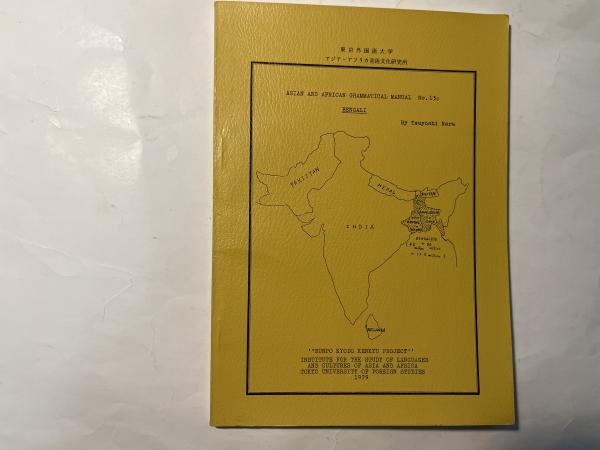 東京外国語大学
アジア・アフリカ言語文化研究所
ASIAN AND AFRICAN GRAMMATICAL MANUAL No.13c
BENGALI
By Tsuyoshi Nara
PAKISTAN
NEPAL
INDIA
"BUNPO KYODO KENKYU PROJECT"
INSTITUTE FOR THE STUDY OF LANGUAGES
AND CULTURES OF ASIA AND AFRICA
TOKYO UNIVERSITY OF FOREIGN STUDIES
1979